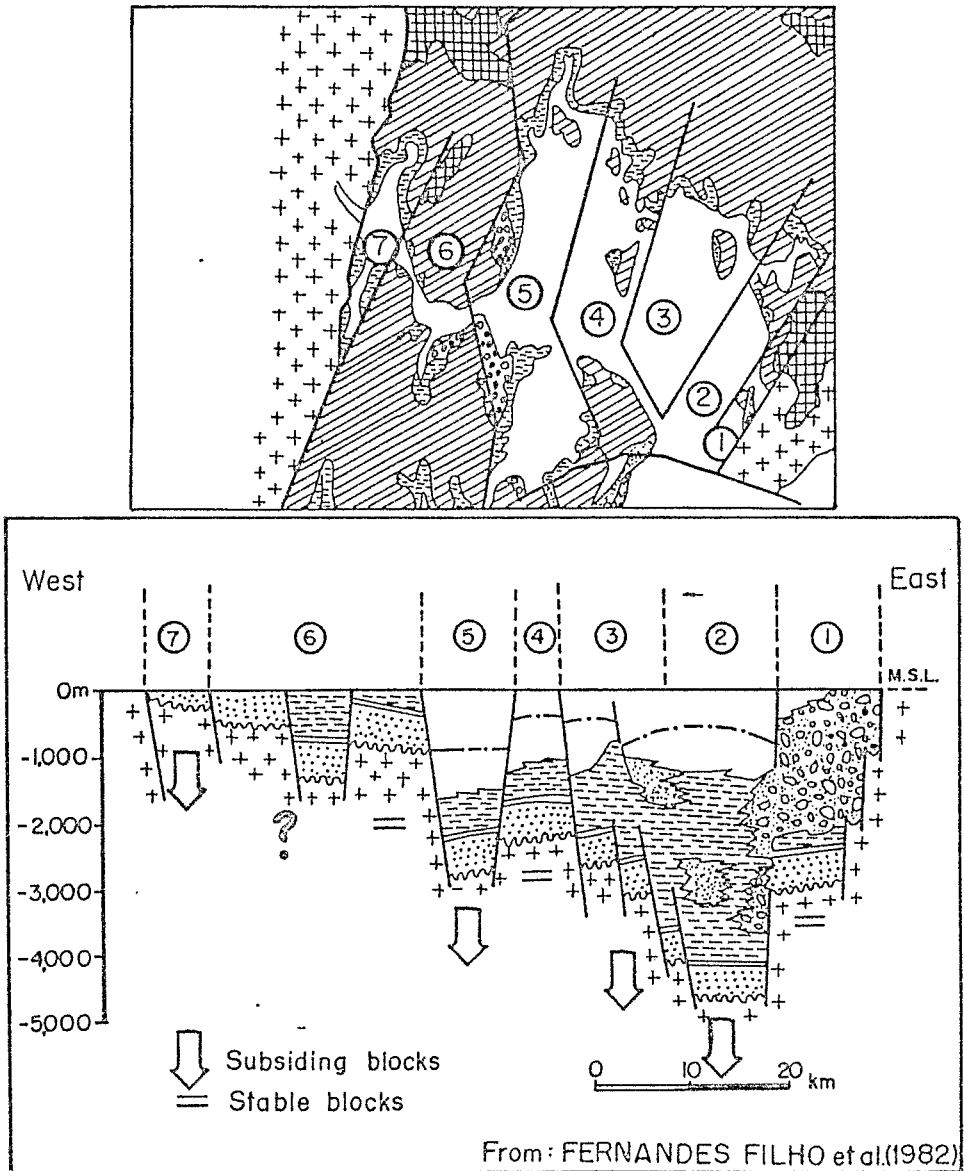 7
6
5
4
3
2
1
West
East
7 6 5 4 3 2 1
0m
M.S.L.
-1,000
-2,000
-3,000
-4,000
-5,000
?
Subsiding blocks
Stable blocks
0 10 20 km
From: FERNANDES FILHO et al.(1982)